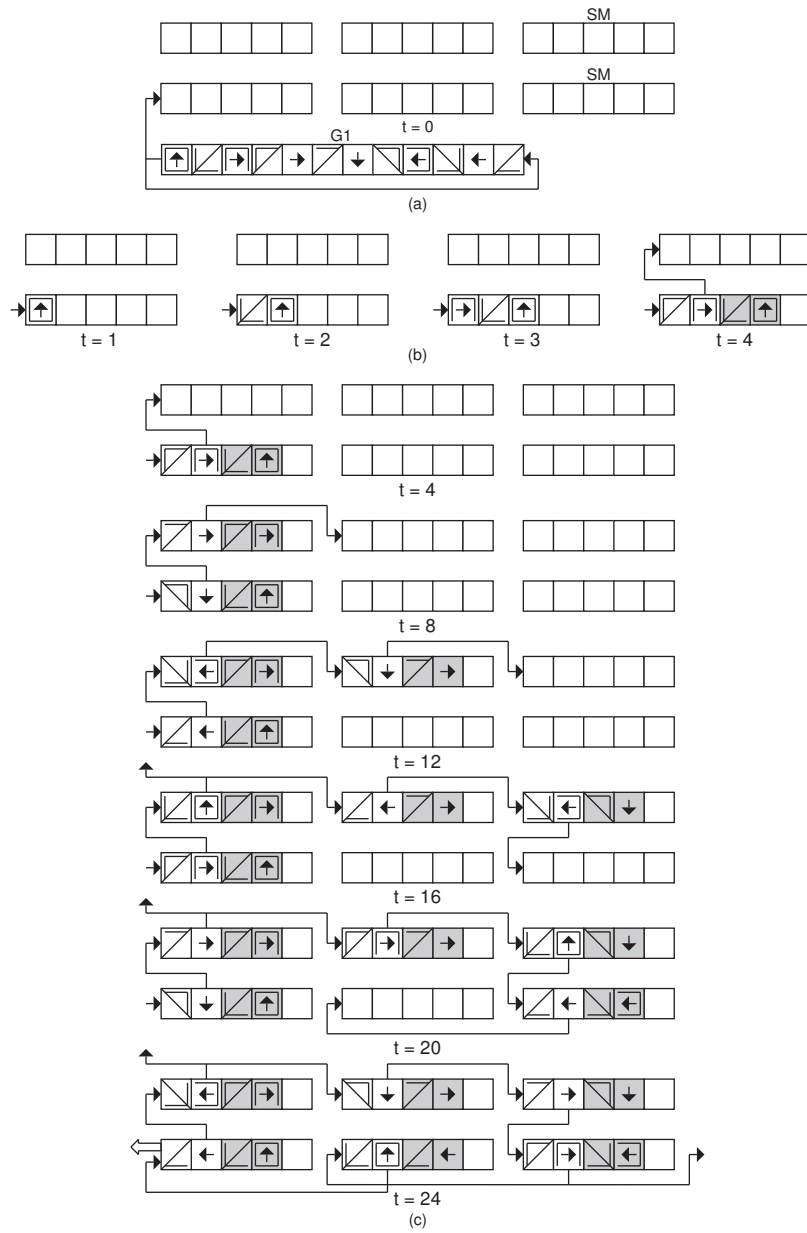 SM
SM
t = 0
G1
(a)
t = 1
t = 2
t = 3
t = 4
(b)
t = 4
t = 8
t = 12
t = 16
t = 20
t = 24
(c)